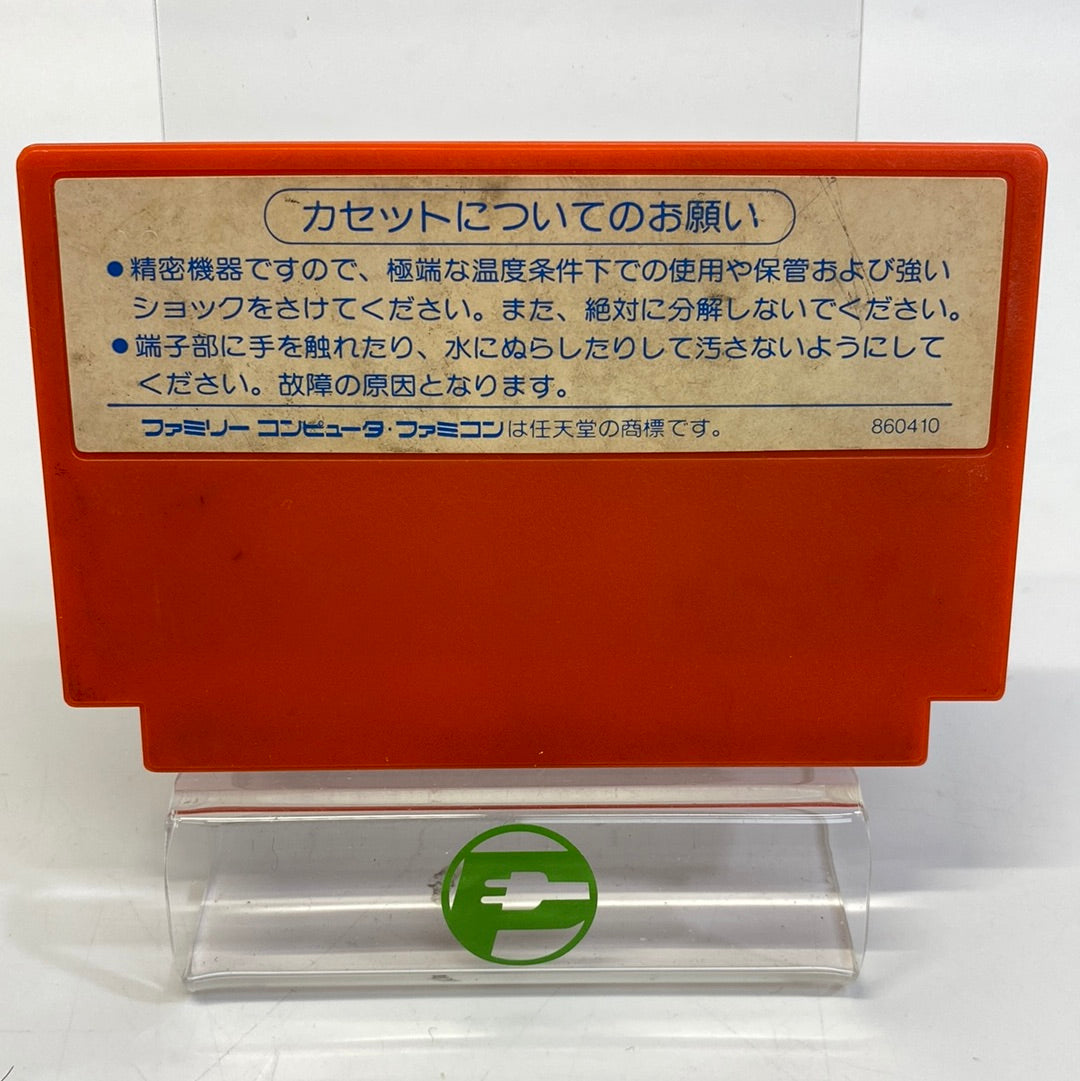 カセットについてのお願い
●精密機器ですので、極端な温度条件下での使用や保管および強い
ショックをさけてください。また、絶対に分解しないでください。
●端子部に手を触れたり、水にぬらしたりして汚さないようにして
ください。故障の原因となります。
ファミリー コンピュータ・ファミコンは任天堂の商標です。 860410